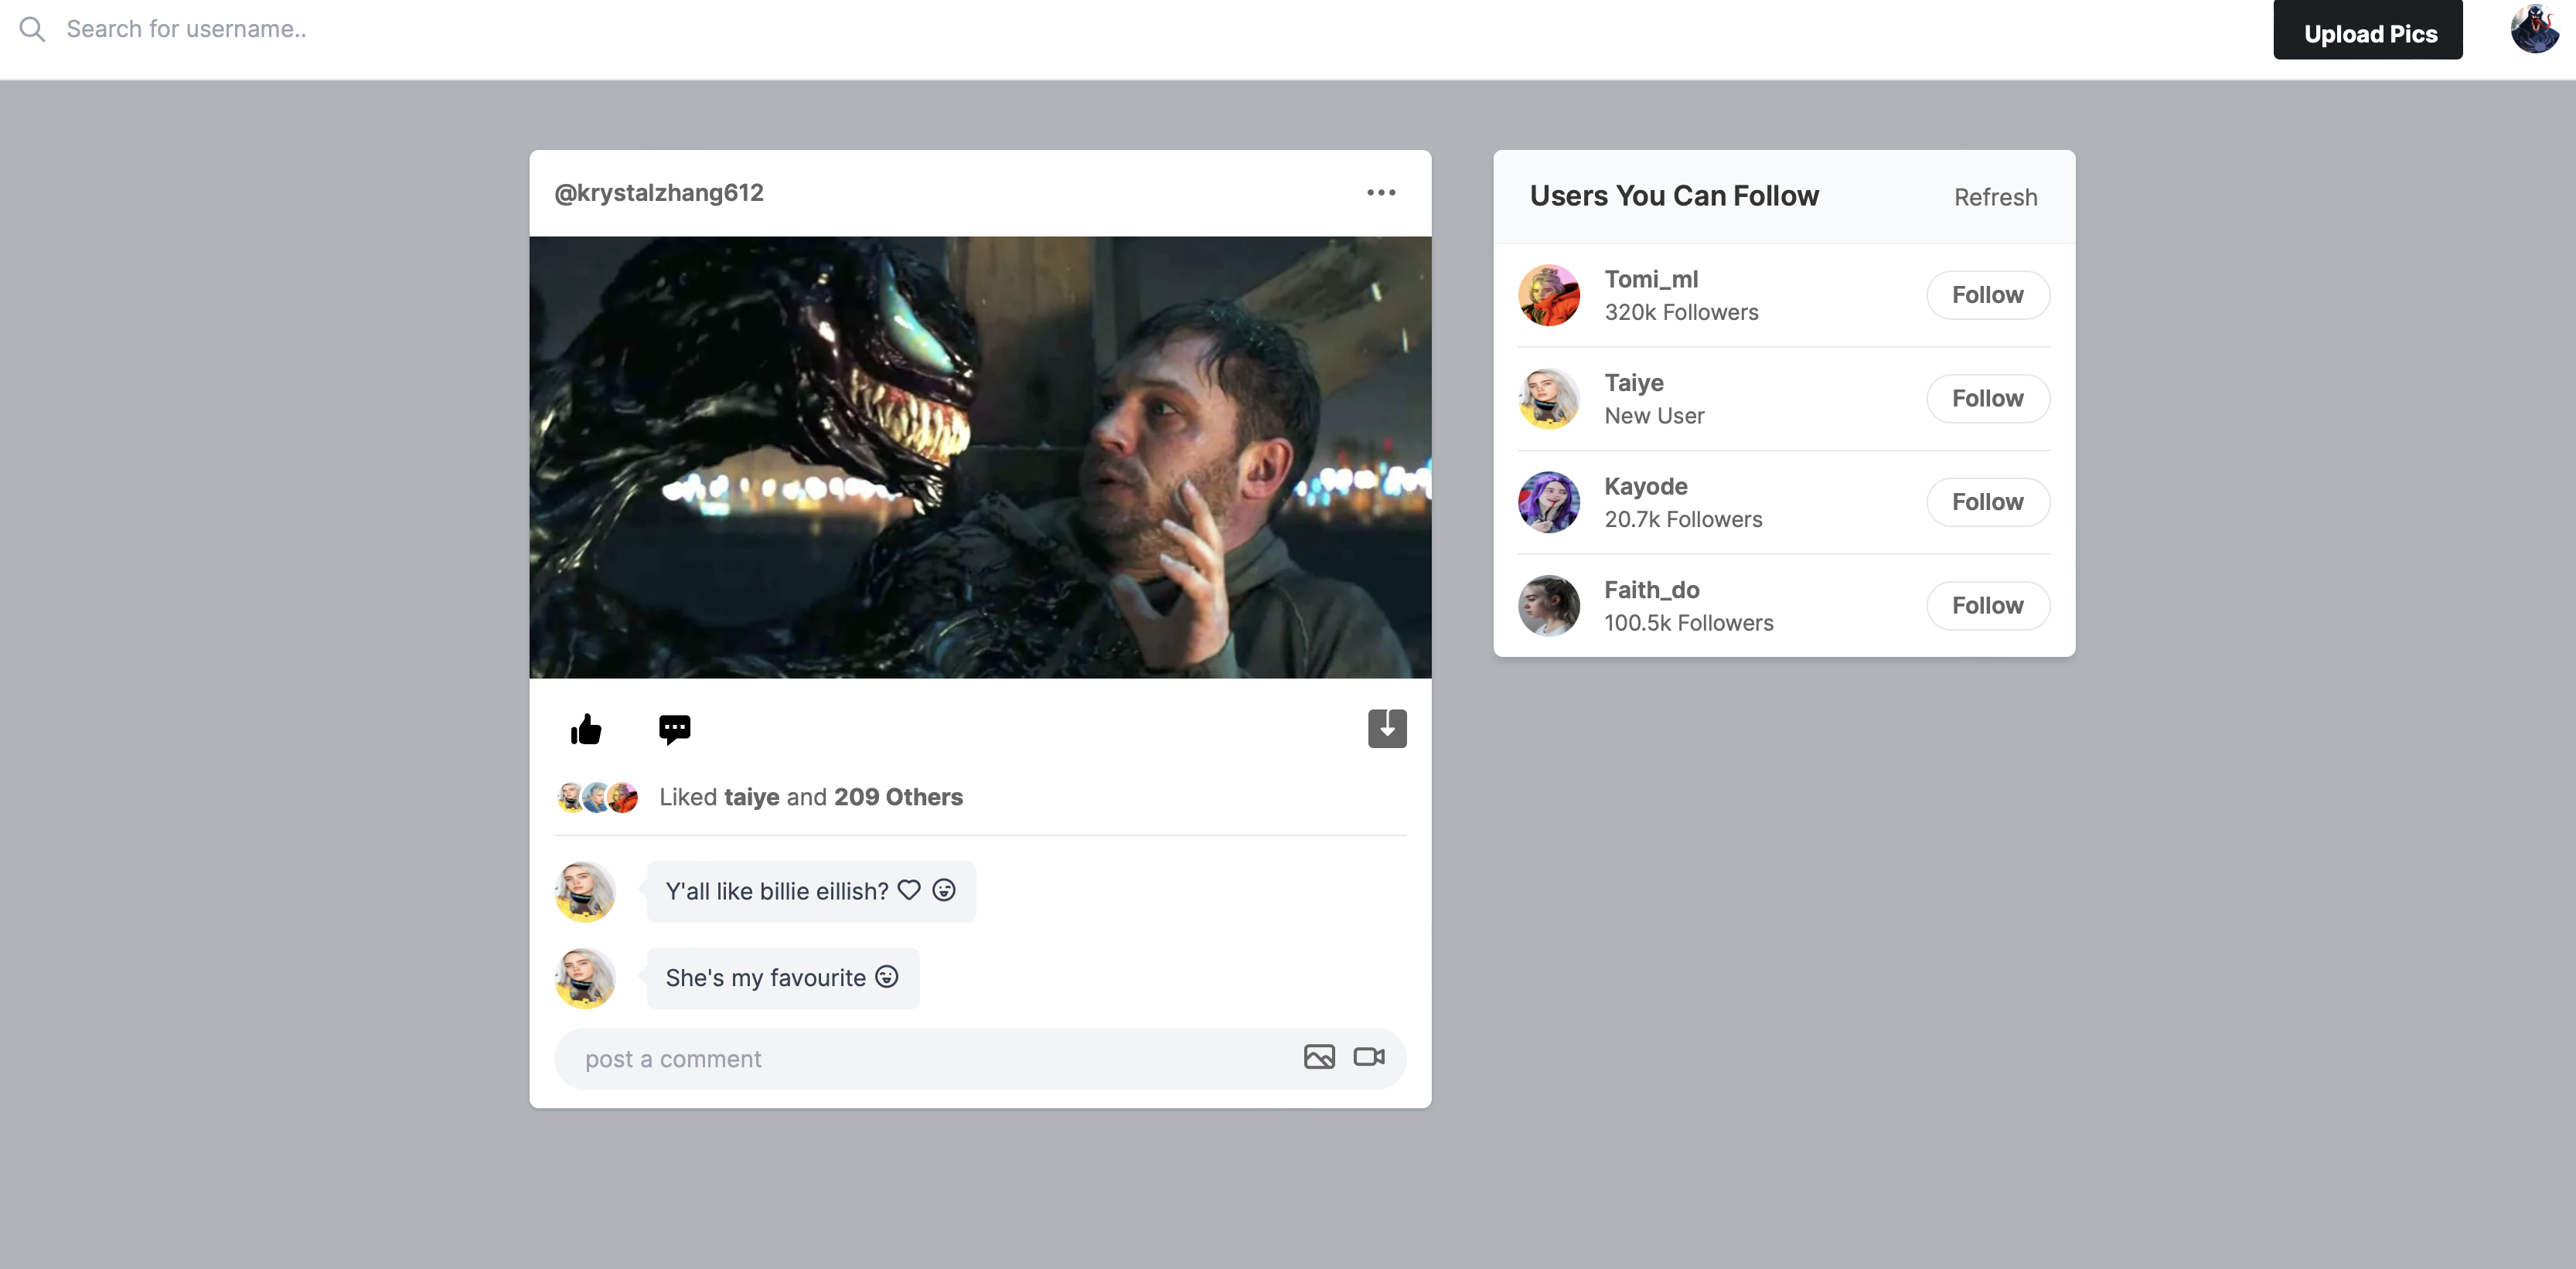 Search for username..
Upload Pics
@krystalzhang612
Liked taiye and 209 Others
Y'all like billie eillish?
She's my favourite
post a comment
Users You Can Follow
Refresh
Tomi_ml
320k Followers
Follow
Taiye
New User
Follow
Kayode
20.7k Followers
Follow
Faith_do
100.5k Followers
Follow